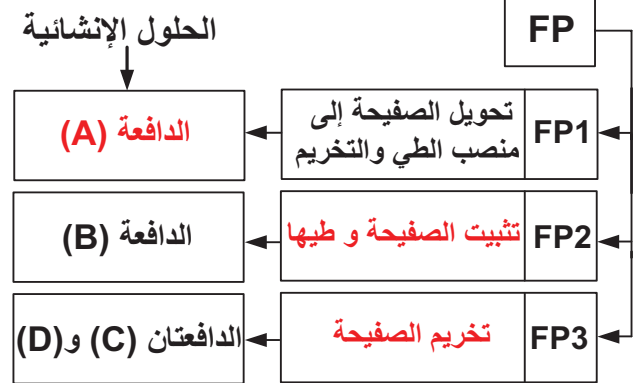 الحلول الإنشائية
FP
FP1
تحويل الصفيحة إلى
منصب الطي والتخريم
الدافعة (A)
FP2
تثبيت الصفيحة و طيها
الدافعة (B)
FP3
تخريم الصفيحة
الدافعتان (C) و(D)